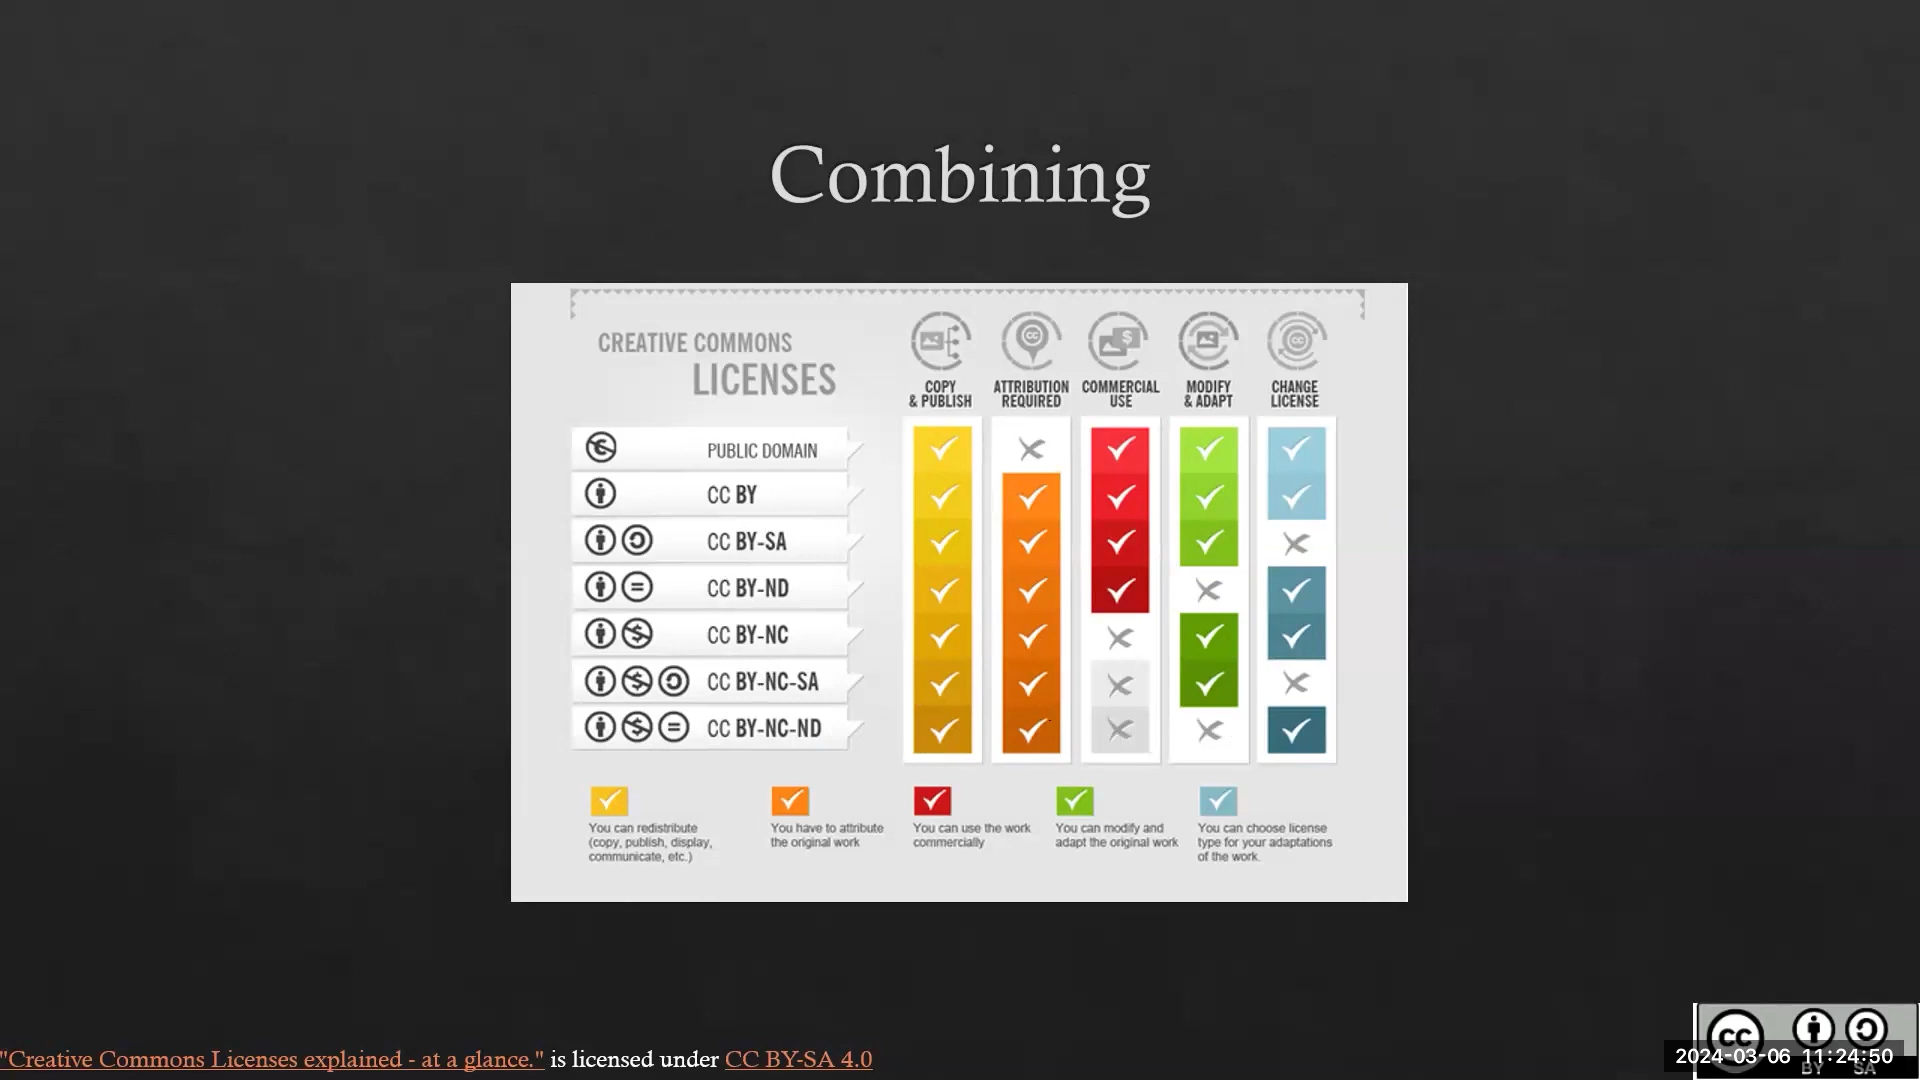 Combining
CREATIVE COMMONS
LICENSES
COPY
& PUBLISH
ATTRIBUTION
REQUIRED
COMMERCIAL
USE
MODIFY
& ADAPT
CHANGE
LICENSE
PUBLIC DOMAIN
CC BY
CC BY-SA
CC BY-ND
CC BY-NC
CC BY-NC-SA
CC BY-NC-ND
You can redistribute
(copy, publish, display,
communicate, etc.)
You have to attribute
the original work
You can use the work
commercially
You can modify and
adapt the original work
You can choose license
type for your adaptations
of the work.
"Creative Commons Licenses explained - at a glance." is licensed under CC BY-SA 4.0
cc
2024-03-06 11:24:50
BY SA